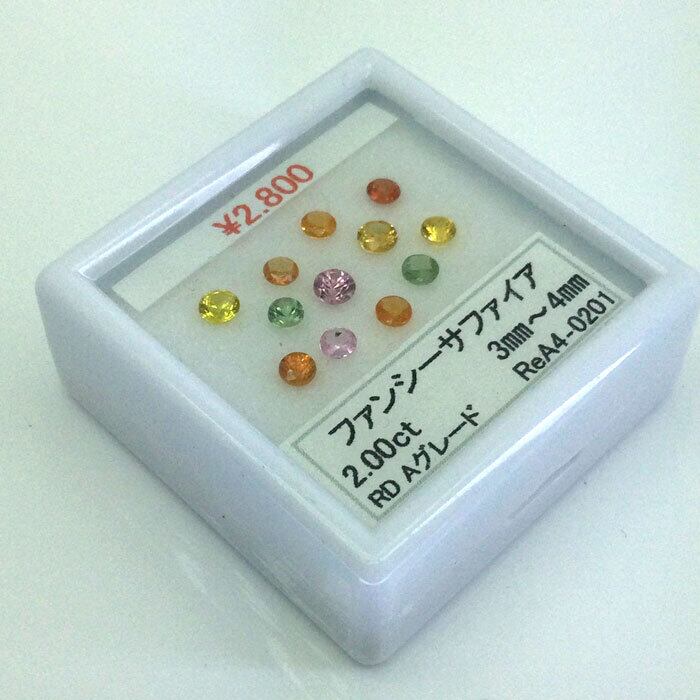 ¥2.800
ファンシーサファイア
2.00ct 3mm～4mm
RD Aグレード ReA4-0201